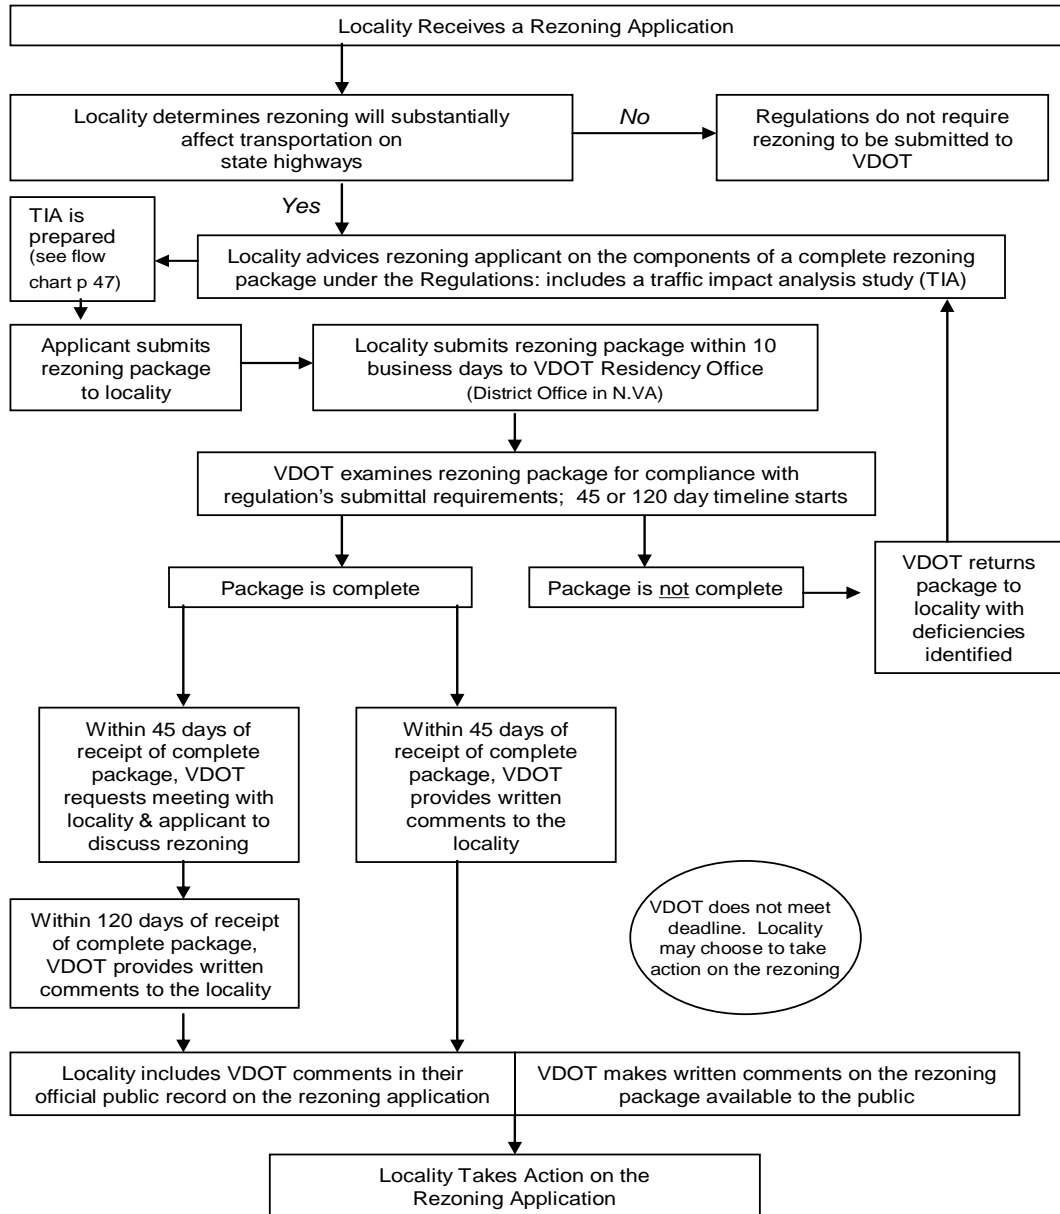 Locality Receives a Rezoning Application
Locality determines rezoning will substantially
affect transportation on
state highways
No
Regulations do not require
rezoning to be submitted to
VDOT
Yes
TIA is
prepared
(see flow
chart p 47)
Locality advices rezoning applicant on the components of a complete rezoning
package under the Regulations: includes a traffic impact analysis study (TIA)
Applicant submits
rezoning package
to locality
Locality submits rezoning package within 10
business days to VDOT Residency Office
(District Office in N.VA)
VDOT examines rezoning package for compliance with
regulation's submittal requirements; 45 or 120 day timeline starts
Package is complete
Package is not complete
VDOT returns
package to
locality with
deficiencies
identified
Within 45 days of
receipt of complete
package, VDOT
requests meeting with
locality & applicant to
discuss rezoning
Within 45 days of
receipt of complete
package, VDOT
provides written
comments to the
locality
Within 120 days of receipt
of complete package,
VDOT provides written
comments to the locality
VDOT does not meet
deadline. Locality
may choose to take
action on the rezoning
Locality includes VDOT comments in their
official public record on the rezoning application
VDOT makes written comments on the rezoning
package available to the public
Locality Takes Action on the
Rezoning Application